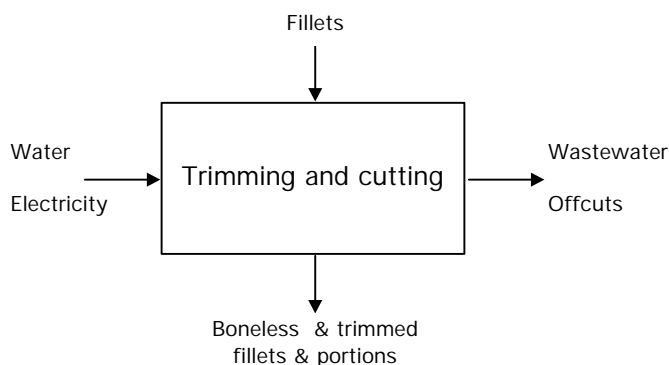 Fillets
Water
Electricity
Trimming and cutting
Wastewater
Offcuts
Boneless & trimmed
fillets & portions